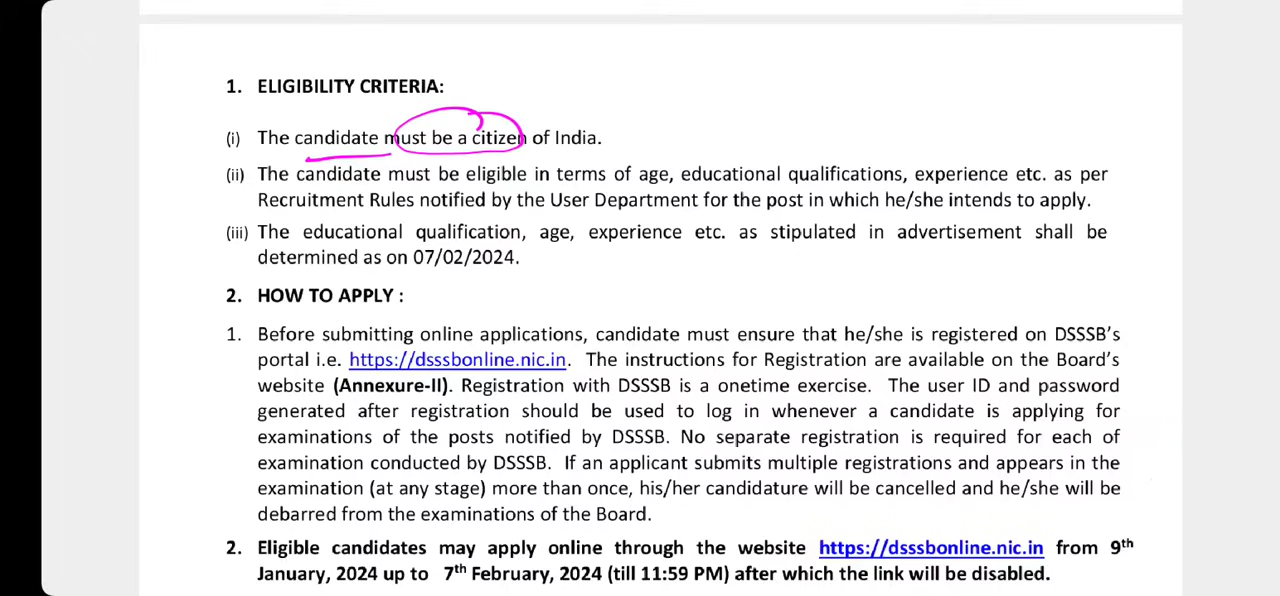 1. ELIGIBILITY CRITERIA:
(i) The candidate must be a citizen of India.
(ii) The candidate must be eligible in terms of age, educational qualifications, experience etc. as per
Recruitment Rules notified by the User Department for the post in which he/she intends to apply.
(iii) The educational qualification, age, experience etc. as stipulated in advertisement shall be
determined as on 07/02/2024.
2. HOW TO APPLY :
1. Before submitting online applications, candidate must ensure that he/she is registered on DSSSB's
portal i.e. https://dsssbonline.nic.in. The instructions for Registration are available on the Board's
website (Annexure-II). Registration with DSSSB is a onetime exercise. The user ID and password
generated after registration should be used to log in whenever a candidate is applying for
examinations of the posts notified by DSSSB. No separate registration is required for each of
examination conducted by DSSSB. If an applicant submits multiple registrations and appears in the
examination (at any stage) more than once, his/her candidature will be cancelled and he/she will be
debarred from the examinations of the Board.
2. Eligible candidates may apply online through the website https://dsssbonline.nic.in from 9th
January, 2024 up to 7th February, 2024 (till 11:59 PM) after which the link will be disabled.